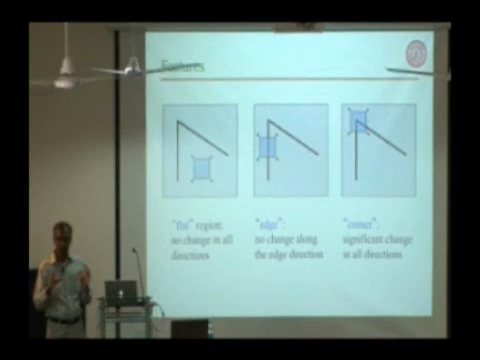 Features
"flat" region:
no change in all
directions
"edge":
no change along
the edge direction
"corner":
significant change
in all directions